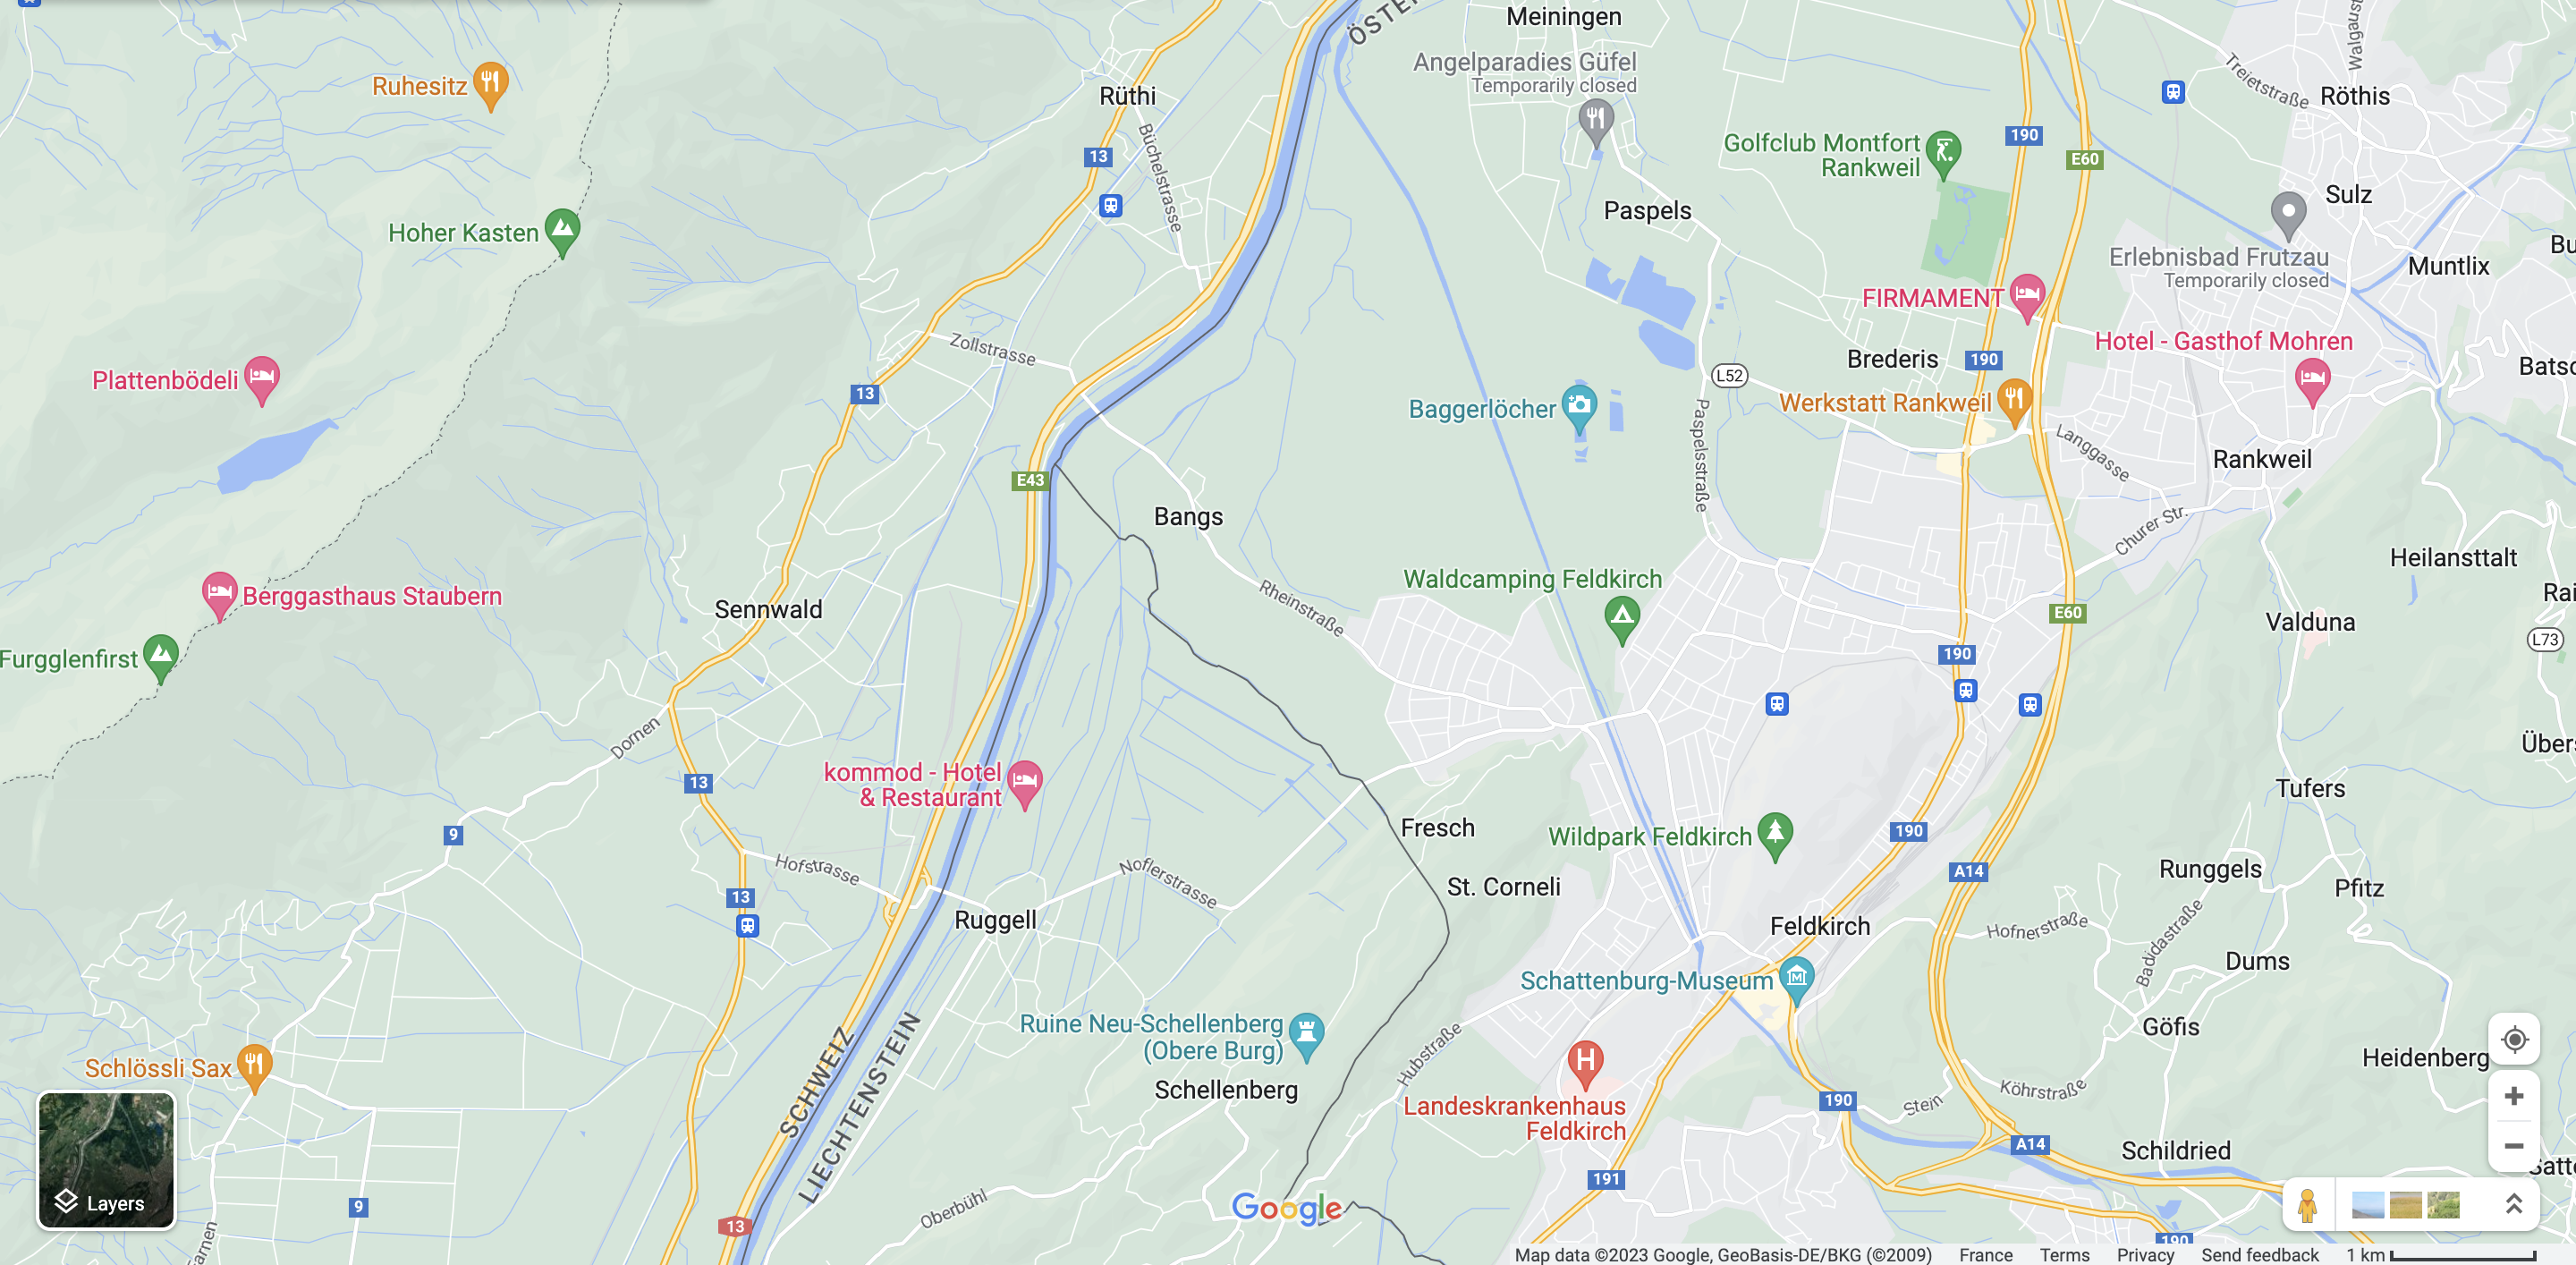 ÖSTER
Meiningen
Angelparadies Güfel
Temporarily closed
Walgaust
Treietstraße
Röthis
Ruhesitz
Rüthi
13
Büchelstrasse
190
E60
Golfclub Montfort
Rankweil
Paspels
Sulz
Hoher Kasten
Erlebnisbad Frutzau
Temporarily closed
Bu
Muntlix
FIRMAMENT
Hotel - Gasthof Mohren
Zollstrasse
Brederis
190
Batsc
Plattenbödeli
13
L52
Werkstatt Rankweil
Baggerlöcher
Paspelsstraße
Langgasse
Rankweil
E43
Bangs
Churer Str.
Heilansttalt
Waldcamping Feldkirch
Berggasthaus Staubern
Rheinstraße
Rai
Sennwald
E60
Valduna
L73
Furgglenfirst
190
Dornen
Über
13
kommod - Hotel
& Restaurant
Tufers
9
Fresch
Wildpark Feldkirch
190
Hofstrasse
Noflerstrasse
A14
Runggels
St. Corneli
Pfitz
13
Ruggell
Feldkirch
Hofnerstraße
Badidastraße
Dums
Schattenburg-Museum
Ruine Neu-Schellenberg
(Obere Burg)
Göfis
SCHWEIZ
LIECHTENSTEIN
Hubstraße
H
Heidenberg
Schlössli Sax
Schellenberg
Landeskrankenhaus
Feldkirch
190
Stein
Köhrstraße
A14
Schildried
Satte
191
Layers
9
Oberbühl
Google
13
arnen
190
Map data ©2023 Google, GeoBasis-DE/BKG (©2009) France Terms Privacy Send feedback 1 km